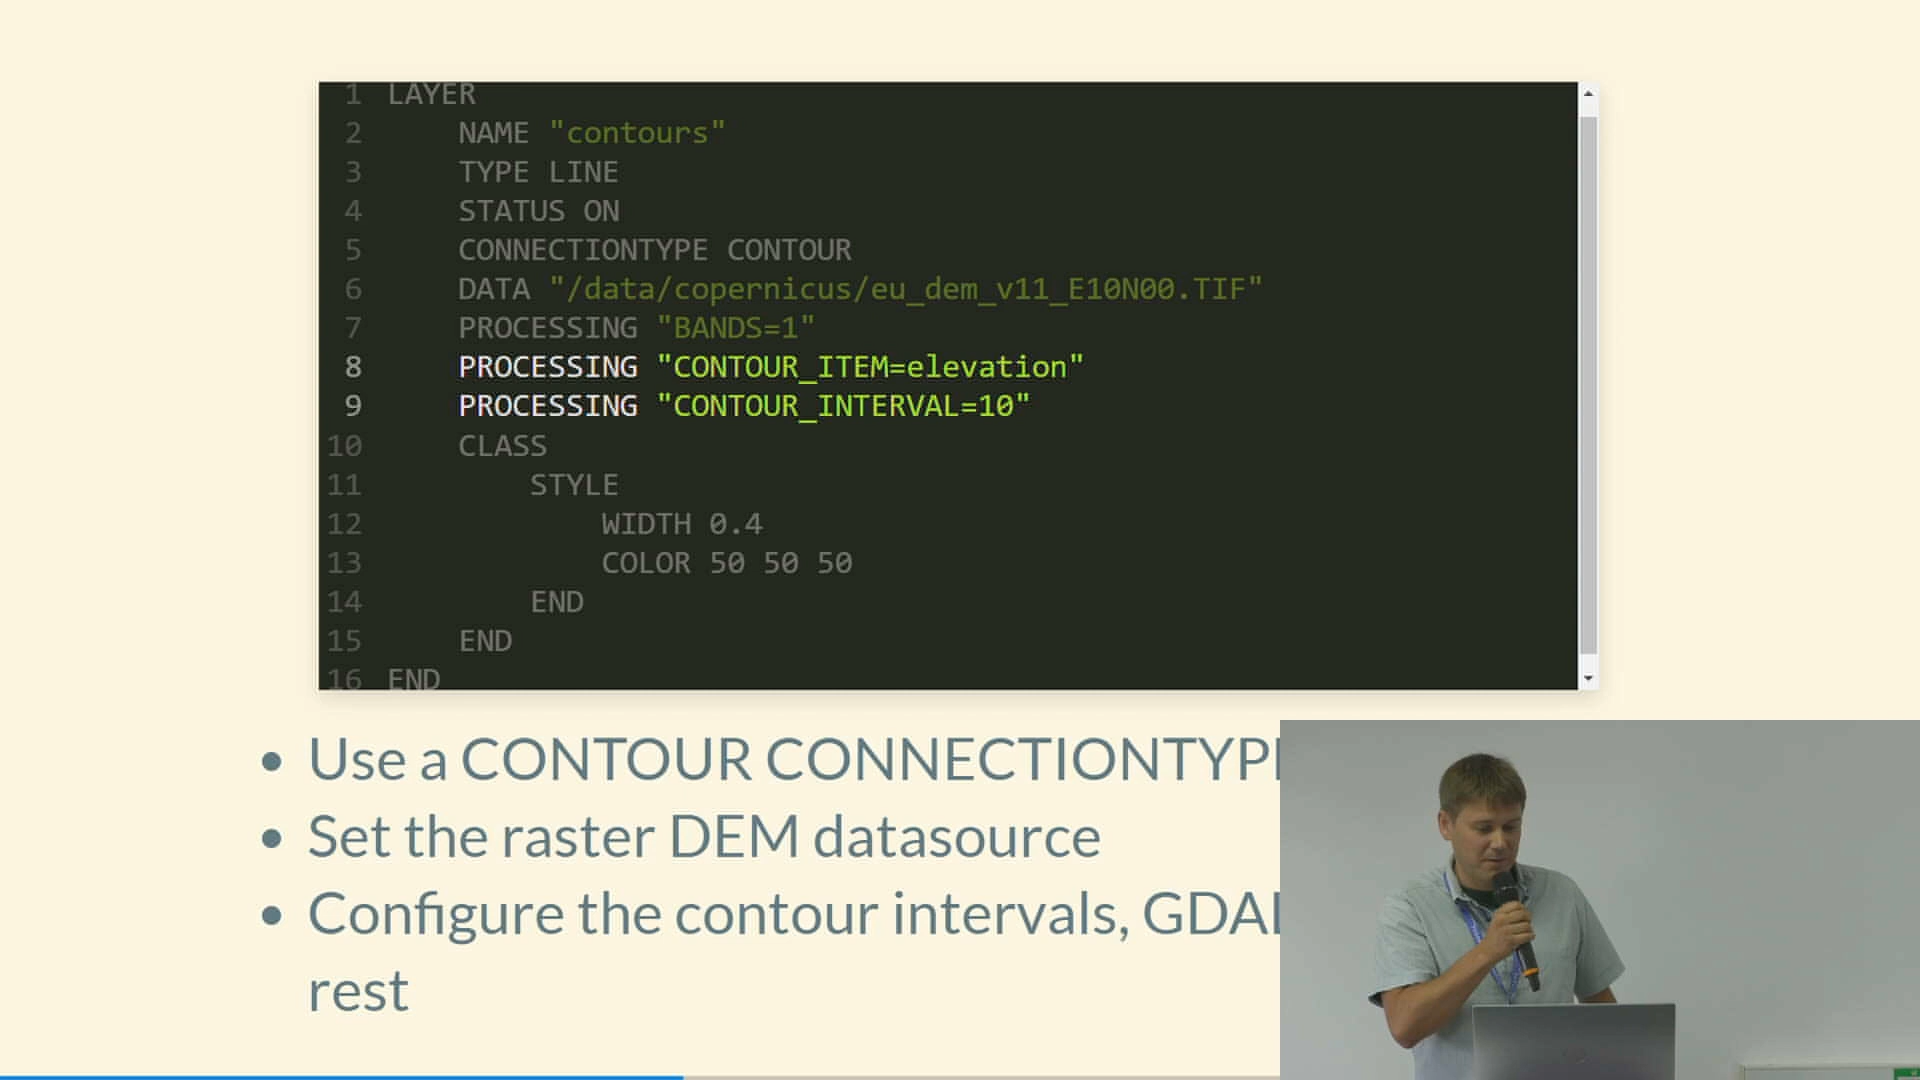 1 LAYER
2 NAME "contours"
3 TYPE LINE
4 STATUS ON
5 CONNECTIONTYPE CONTOUR
6 DATA "/data/copernicus/eu_dem_v11_E10N00.TIF"
7 PROCESSING "BANDS=1"
8 PROCESSING "CONTOUR_ITEM=elevation"
9 PROCESSING "CONTOUR_INTERVAL=10"
10 CLASS
11 STYLE
12 WIDTH 0.4
13 COLOR 50 50 50
14 END
15 END
16 END
• Use a CONTOUR CONNECTIONTYPE
• Set the raster DEM datasource
• Configure the contour intervals, GDAL
rest